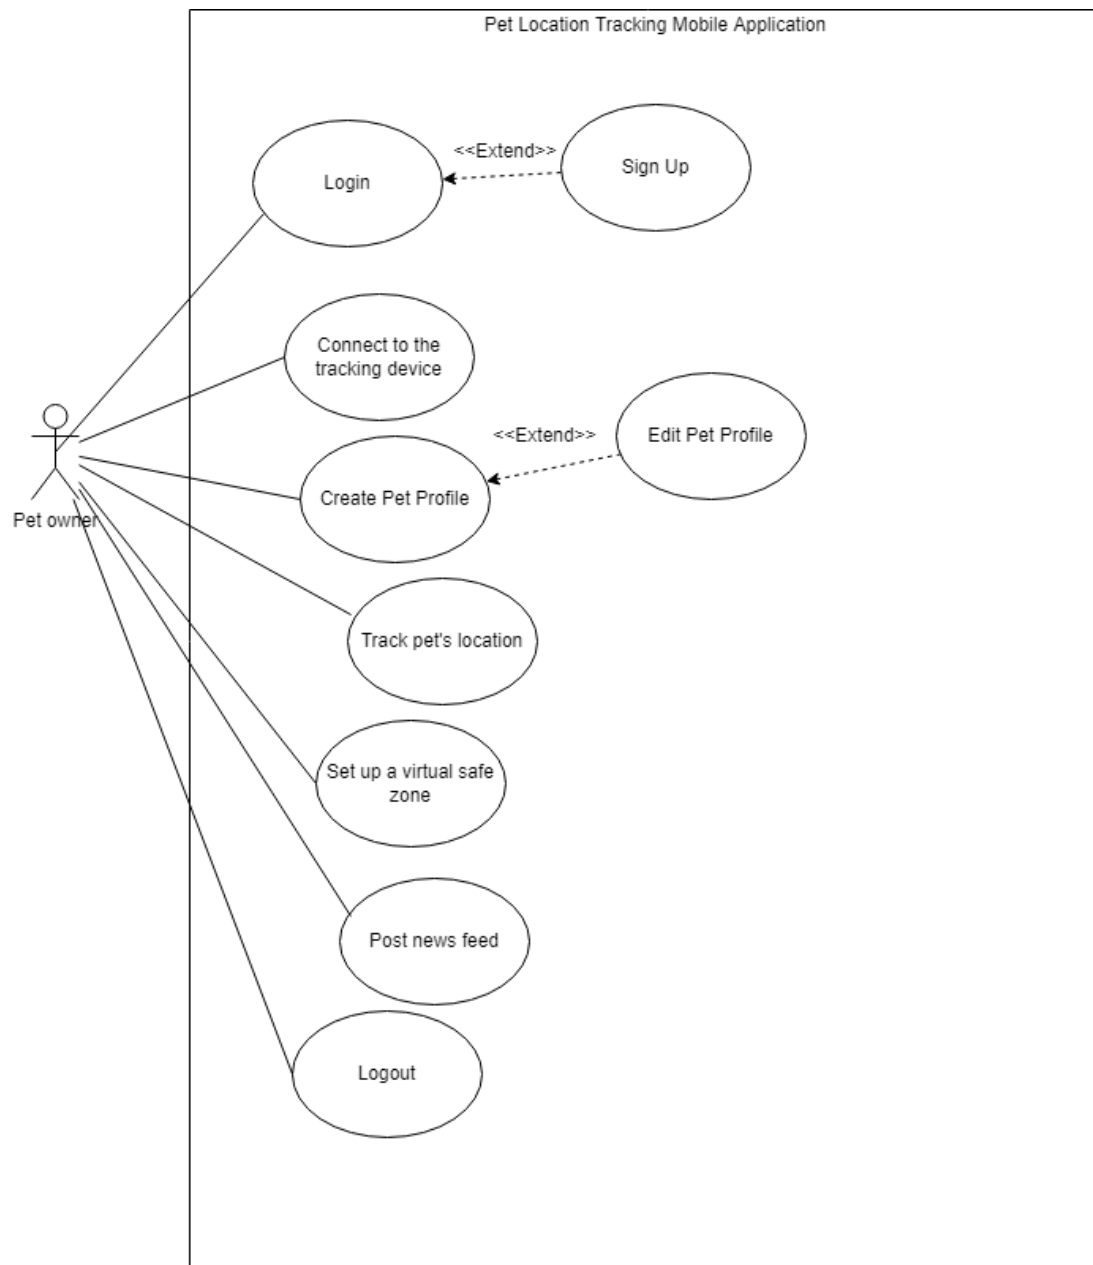 Pet Location Tracking Mobile Application
Login
<<Extend>>
Sign Up
Connect to the
tracking device
Pet owner
Create Pet Profile
<<Extend>>
Edit Pet Profile
Track pet's location
Set up a virtual safe
zone
Post news feed
Logout